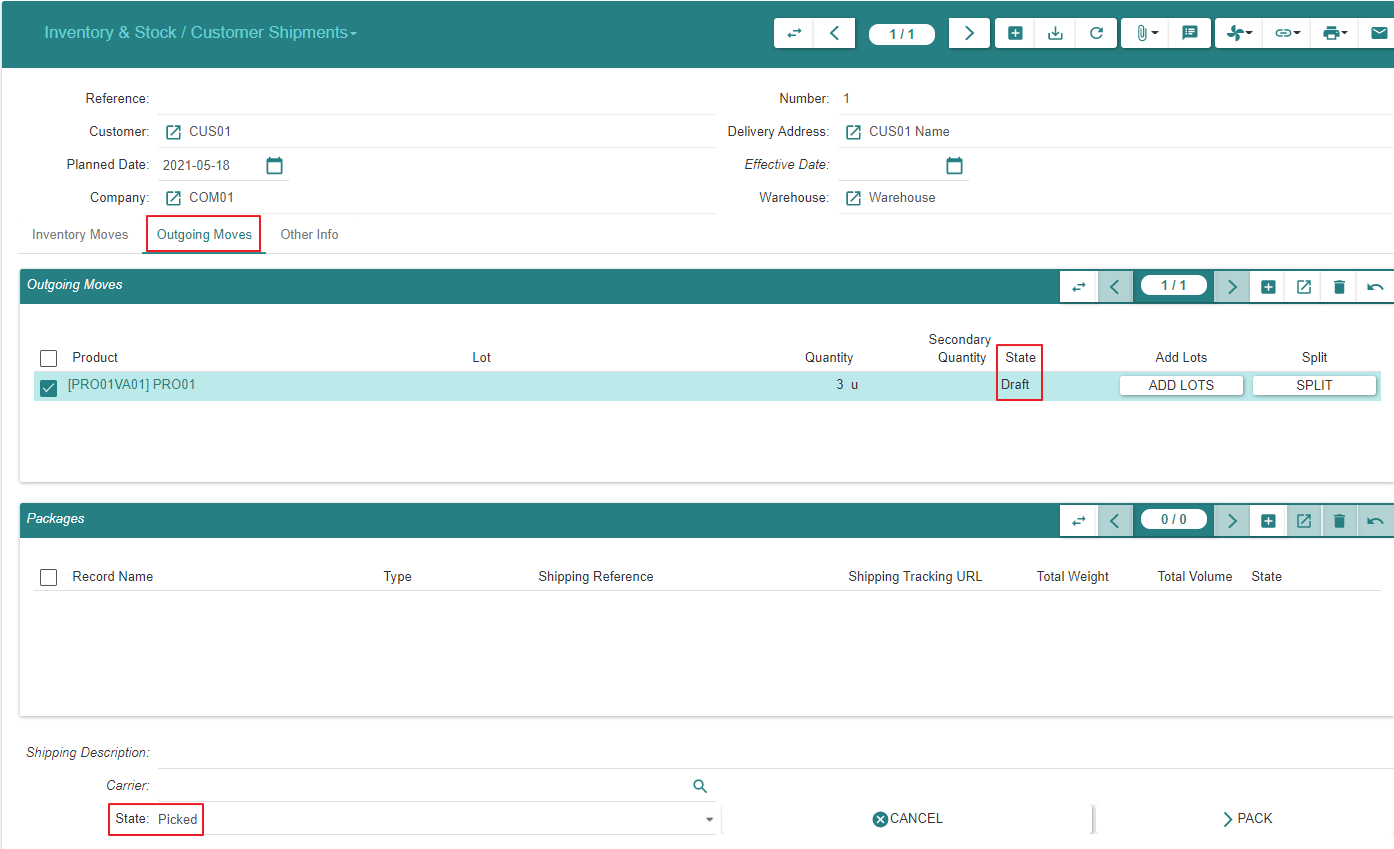 Inventory & Stock / Customer Shipments
1 / 1
Reference:
Number: 1
Customer: CUS01
Delivery Address: CUS01 Name
Planned Date: 2021-05-18
Effective Date:
Company: COM01
Warehouse: Warehouse
Inventory Moves Outgoing Moves Other Info
Outgoing Moves
1 / 1
Product Lot Quantity Secondary Quantity State Add Lots Split
[PRO01VA01] PRO01 3 u Draft ADD LOTS SPLIT
Packages
0 / 0
Record Name Type Shipping Reference Shipping Tracking URL Total Weight Total Volume State
Shipping Description:
Carrier:
State: Picked CANCEL PACK